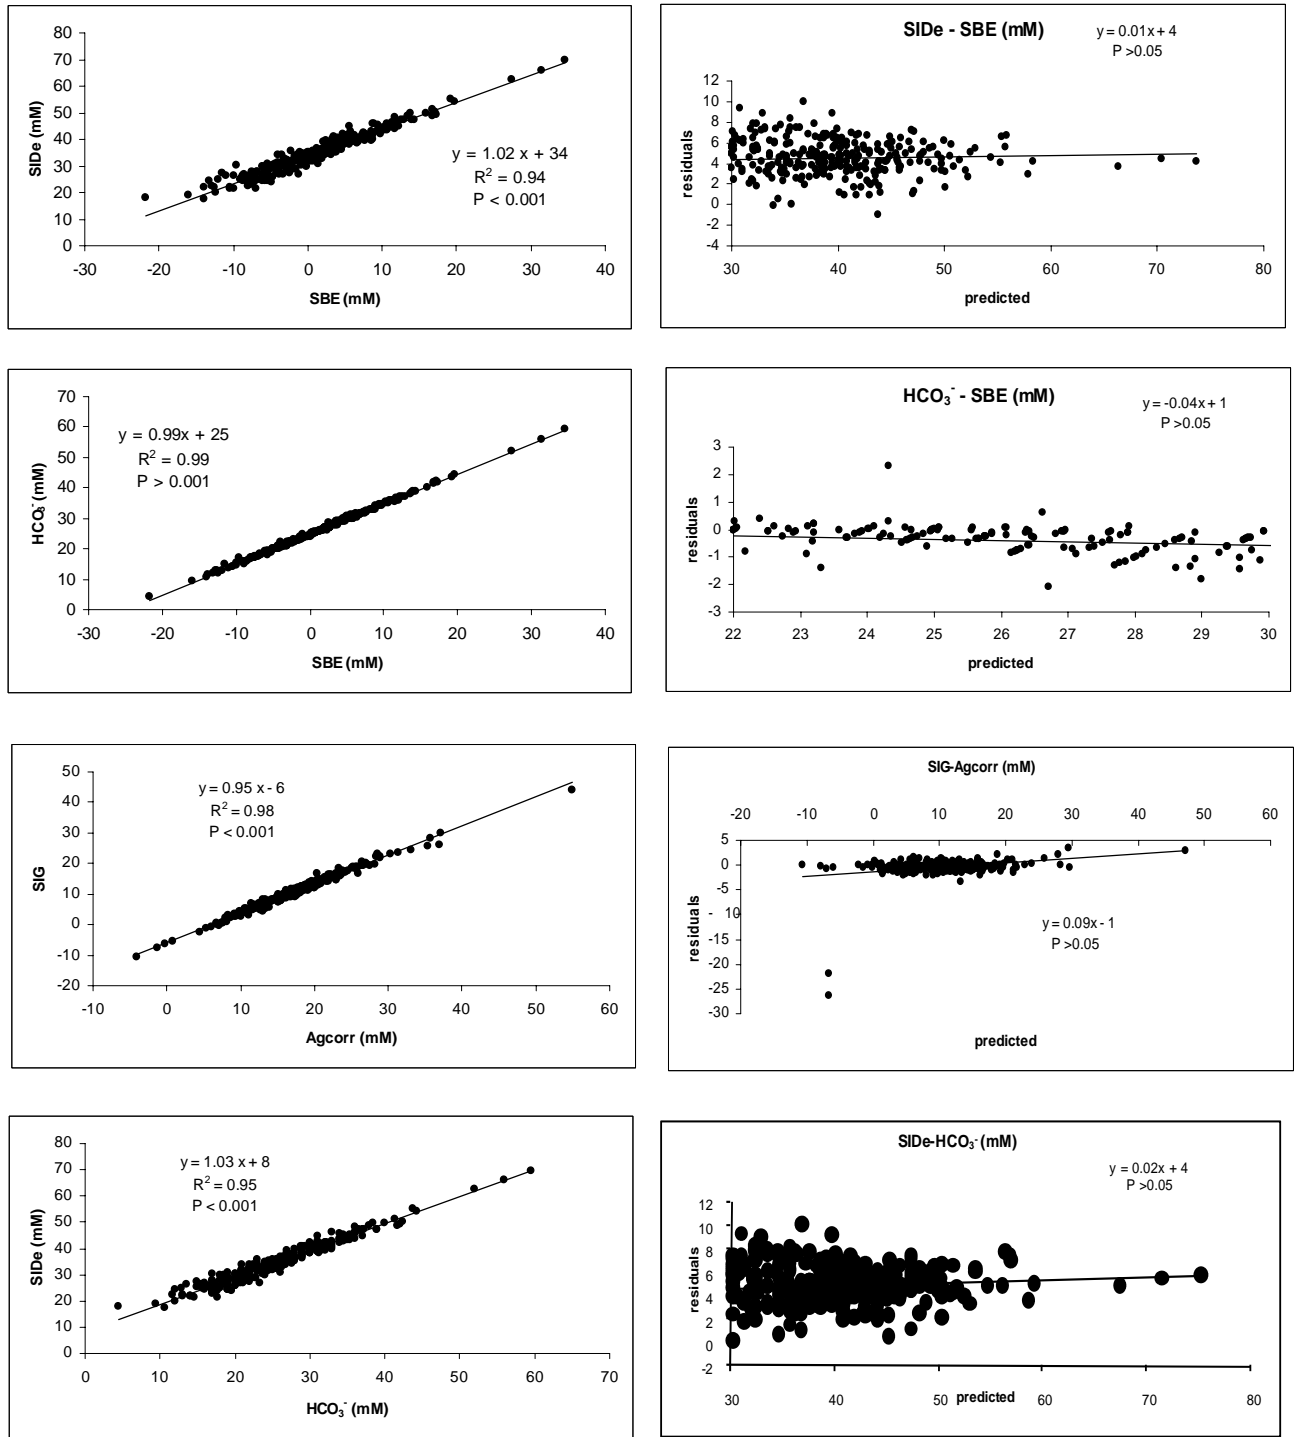 80
70
60
50
40
30
20
10
0
SIDe (mM)
y = 1.02 x + 34
R² = 0.94
P < 0.001
-30 -20 -10 0 10 20 30 40
SBE (mM)
SIDe - SBE (mM)
y = 0.01x + 4
P >0.05
12
10
8
6
4
2
0
-2
-4
residuals
30 40 50 60 70 80
predicted
70
60
50
40
30
20
10
0
HCO₃⁻ (mM)
y = 0.99x + 25
R² = 0.99
P > 0.001
-30 -20 -10 0 10 20 30 40
SBE (mM)
HCO₃⁻ - SBE (mM)
y = -0.04x + 1
P >0.05
3
2
1
0
-1
-2
-3
residuals
22 23 24 25 26 27 28 29 30
predicted
50
40
30
20
10
0
-10
-20
SIG
y = 0.95 x - 6
R² = 0.98
P < 0.001
-10 0 10 20 30 40 50 60
Agcorr (mM)
SIG-Agcorr (mM)
-20 -10 0 10 20 30 40 50 60
5
0
-5
- 10
-15
-20
-25
-30
residuals
y = 0.09x - 1
P >0.05
predicted
80
70
60
50
40
30
20
10
0
SIDe (mM)
y = 1.03 x + 8
R² = 0.95
P < 0.001
0 10 20 30 40 50 60 70
HCO₃⁻ (mM)
SIDe-HCO₃⁻ (mM)
y = 0.02x + 4
P >0.05
12
10
8
6
4
2
0
-2
residuals
30 40 50 60 70 80
predicted